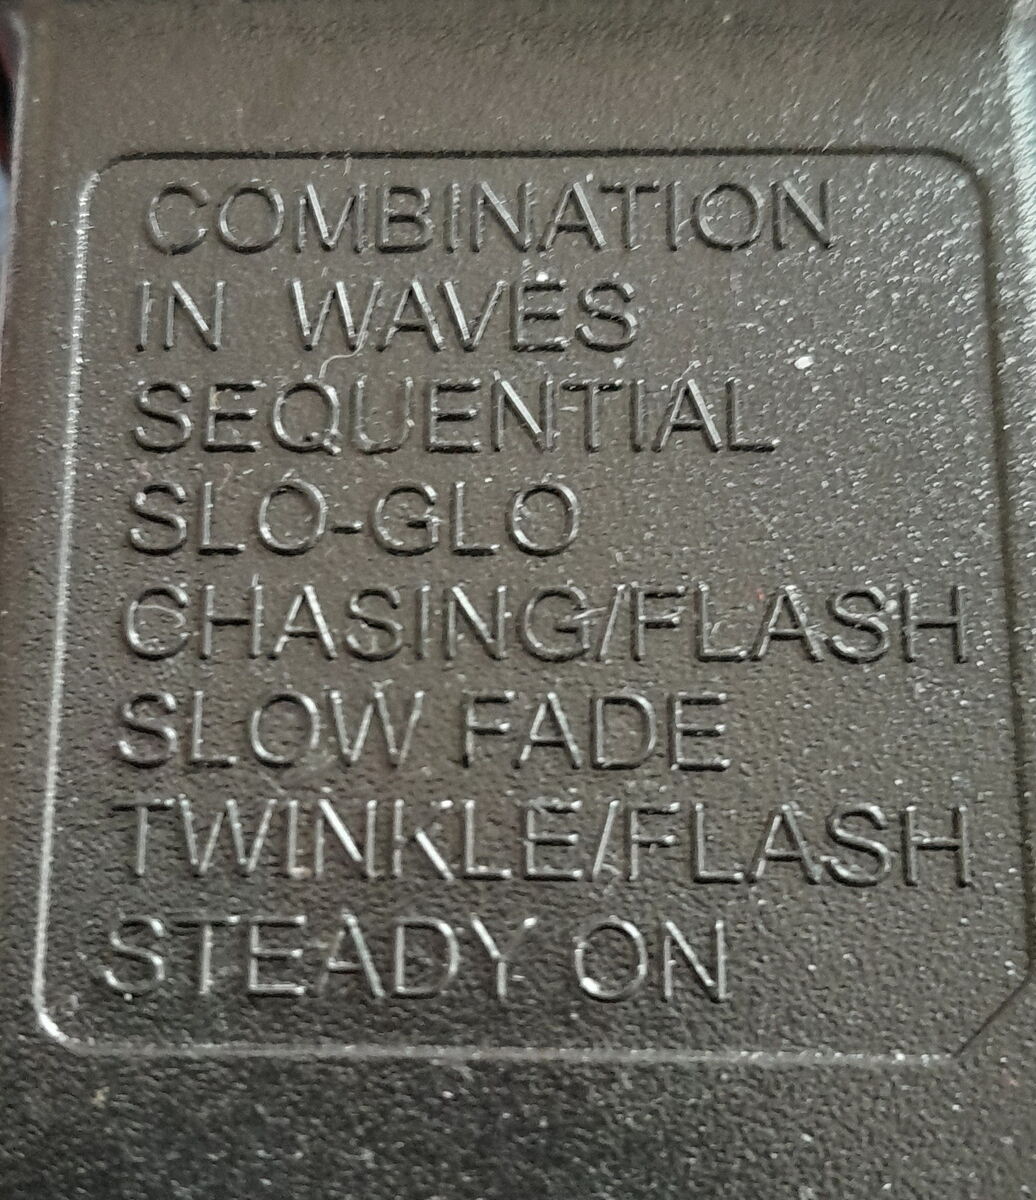 COMBINATION
IN WAVES
SEQUENTIAL
SLO-GLO
CHASING/FLASH
SLOW FADE
TWINKLE/FLASH
STEADY ON